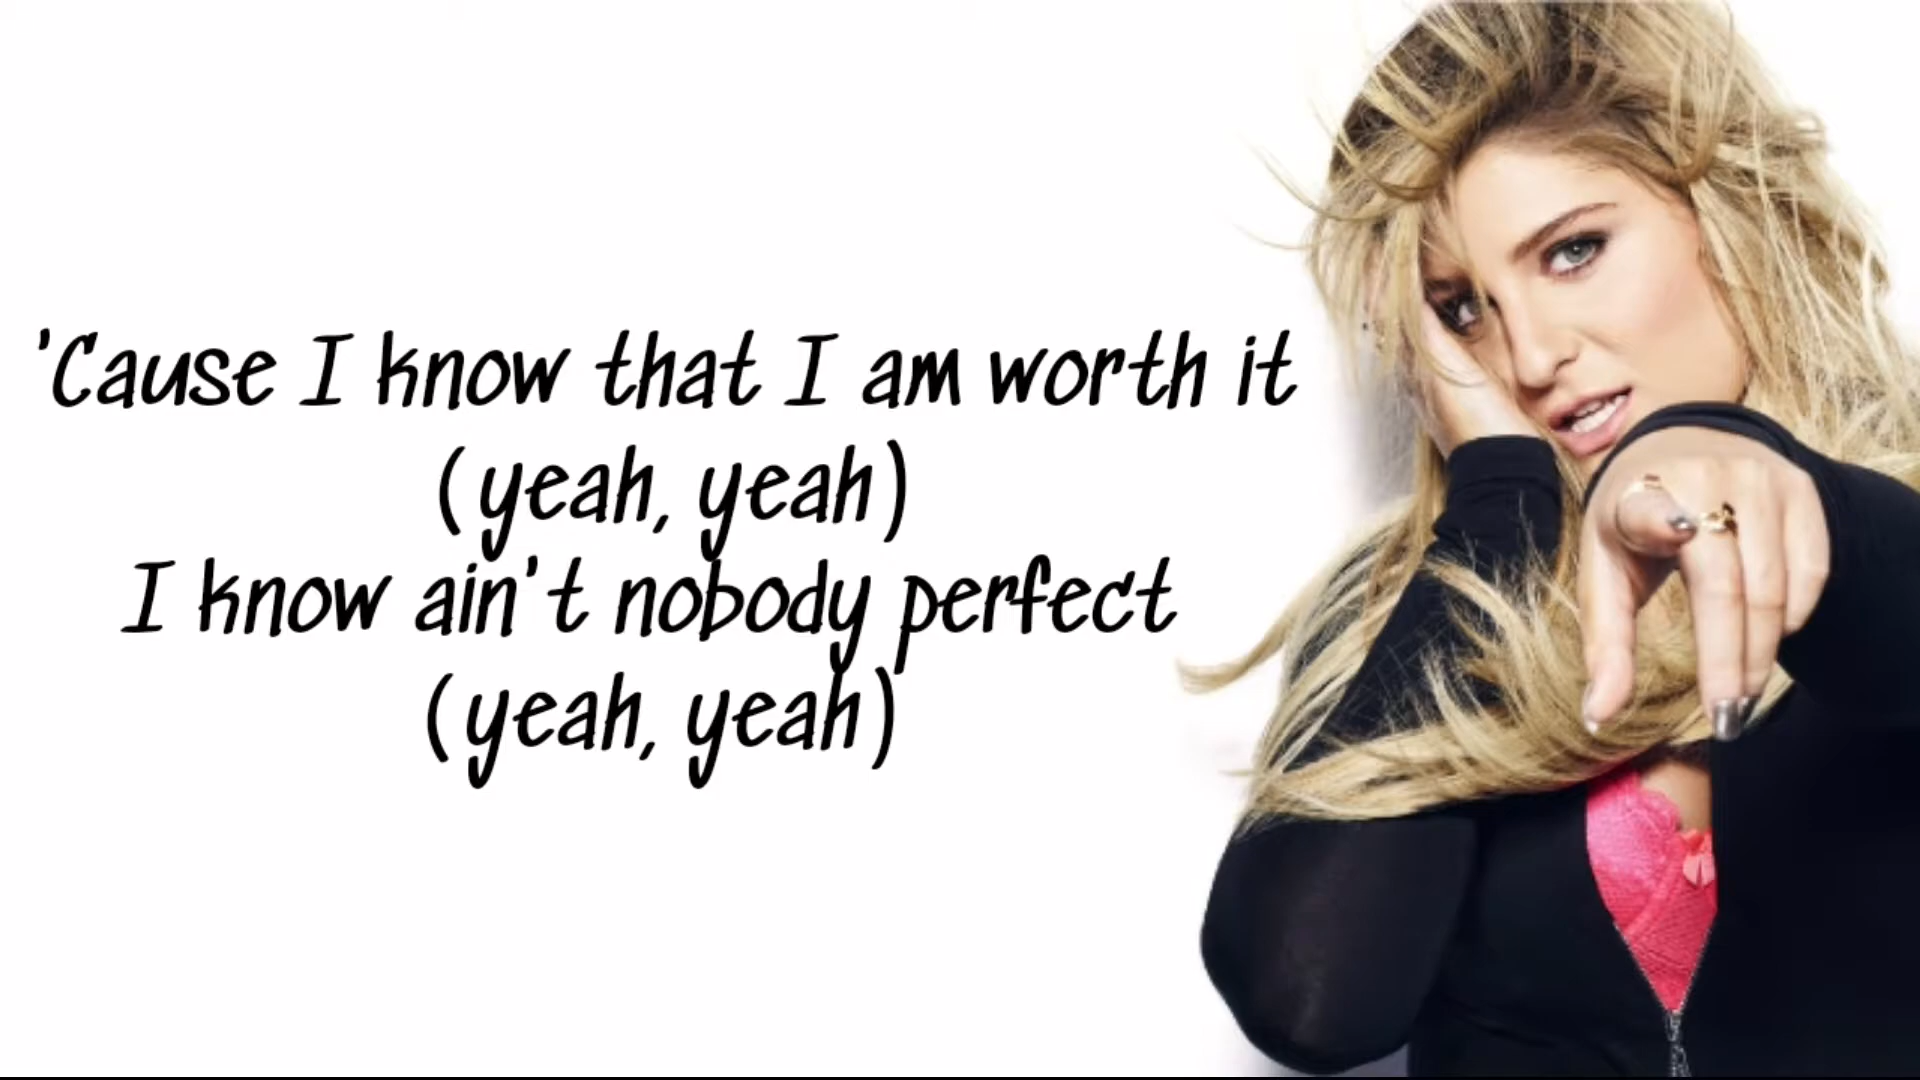 'Cause I know that I am worth it
(yeah, yeah)
I know ain't nobody perfect
(yeah, yeah)